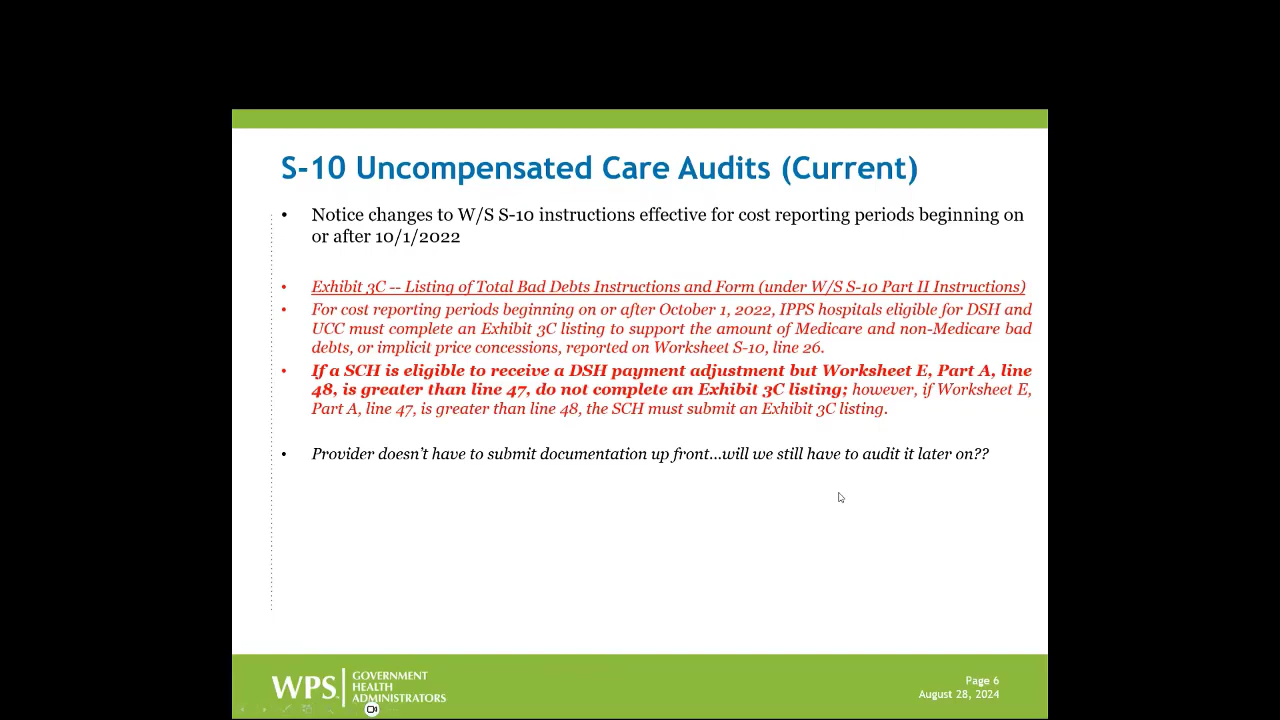 S-10 Uncompensated Care Audits (Current)
• Notice changes to W/S S-10 instructions effective for cost reporting periods beginning on
or after 10/1/2022
• Exhibit 3C -- Listing of Total Bad Debts Instructions and Form (under W/S S-10 Part II Instructions)
• For cost reporting periods beginning on or after October 1, 2022, IPPS hospitals eligible for DSH and
UCC must complete an Exhibit 3C listing to support the amount of Medicare and non-Medicare bad
debts, or implicit price concessions, reported on Worksheet S-10, line 26.
• If a SCH is eligible to receive a DSH payment adjustment but Worksheet E, Part A, line
48, is greater than line 47, do not complete an Exhibit 3C listing; however, if Worksheet E,
Part A, line 47, is greater than line 48, the SCH must submit an Exhibit 3C listing.
• Provider doesn't have to submit documentation up front...will we still have to audit it later on??
WPS
GOVERNMENT
HEALTH
ADMINISTRATORS
Page 6
August 28, 2024